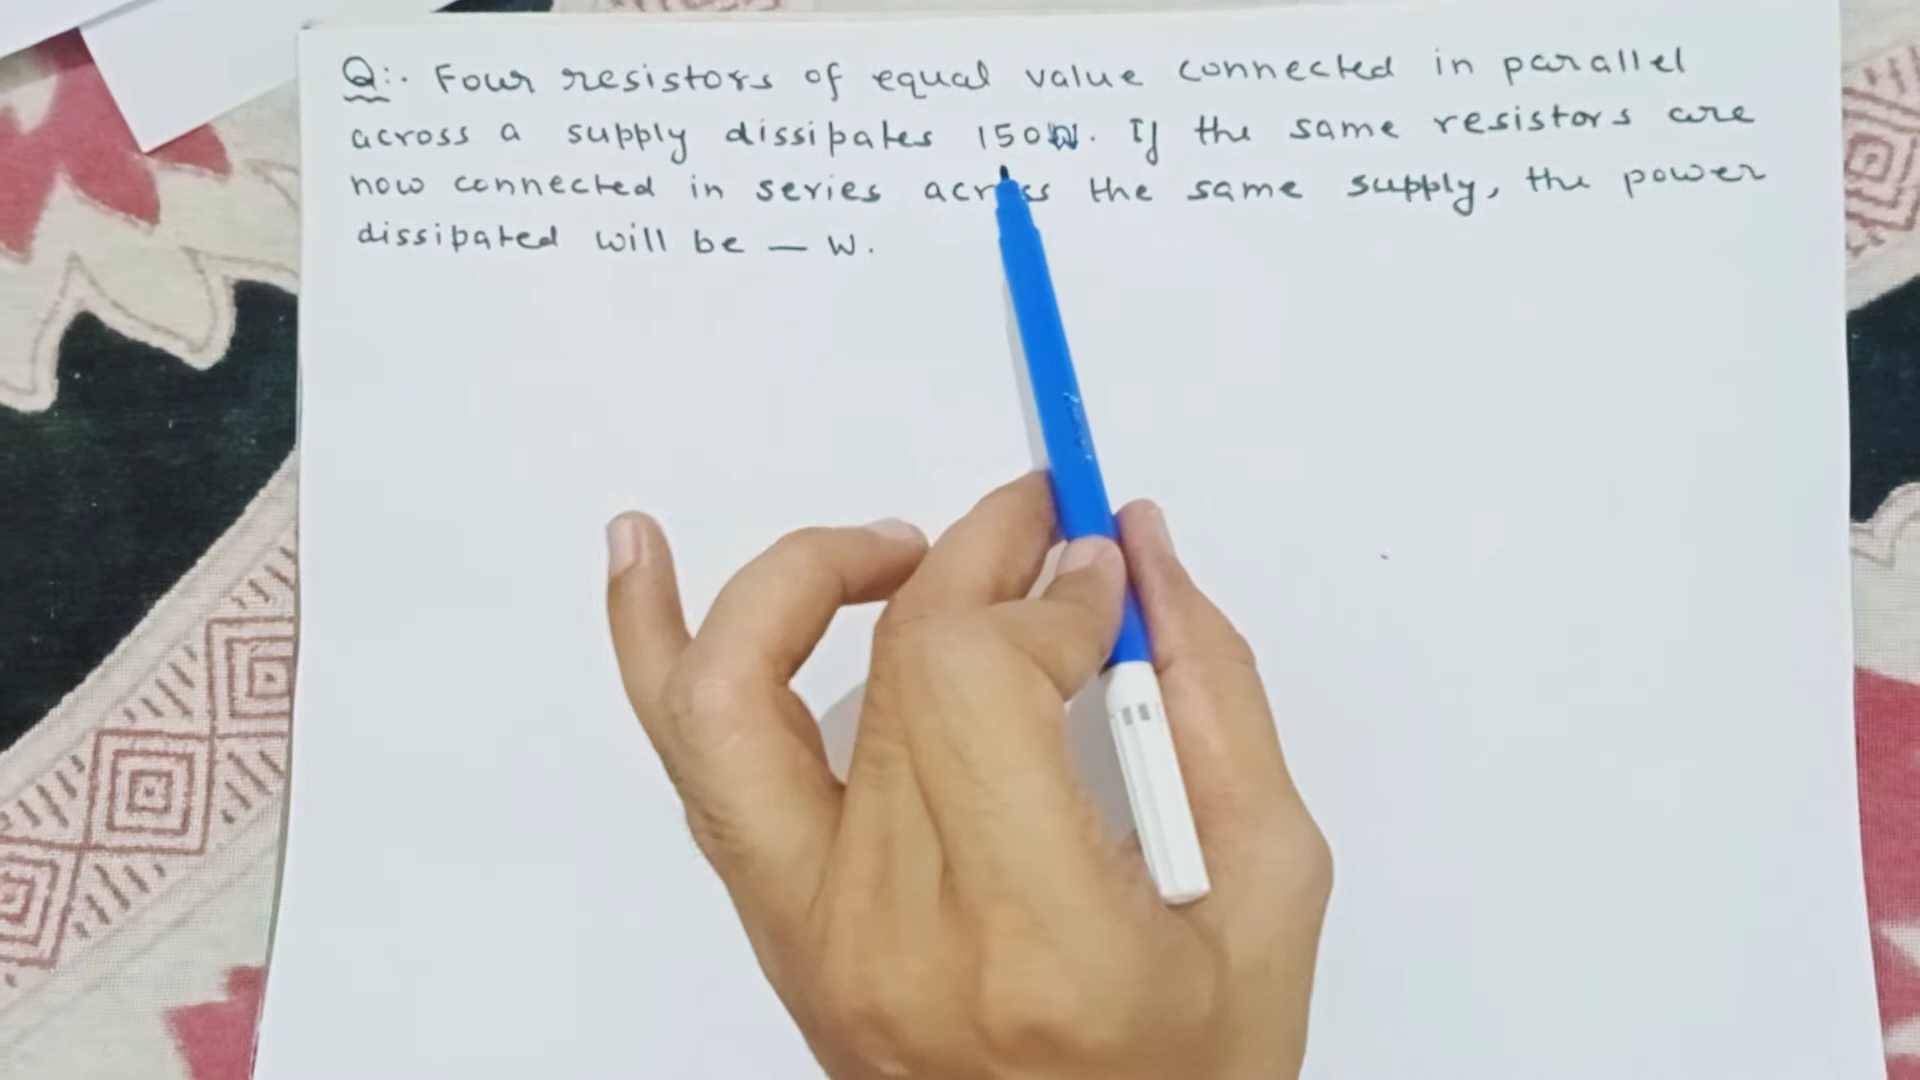 Q:. Four resistors of equal value connected in parallel
across a supply dissipates 150W. If the same resistors are
now connected in series across the same supply, the power
dissipated will be — W.